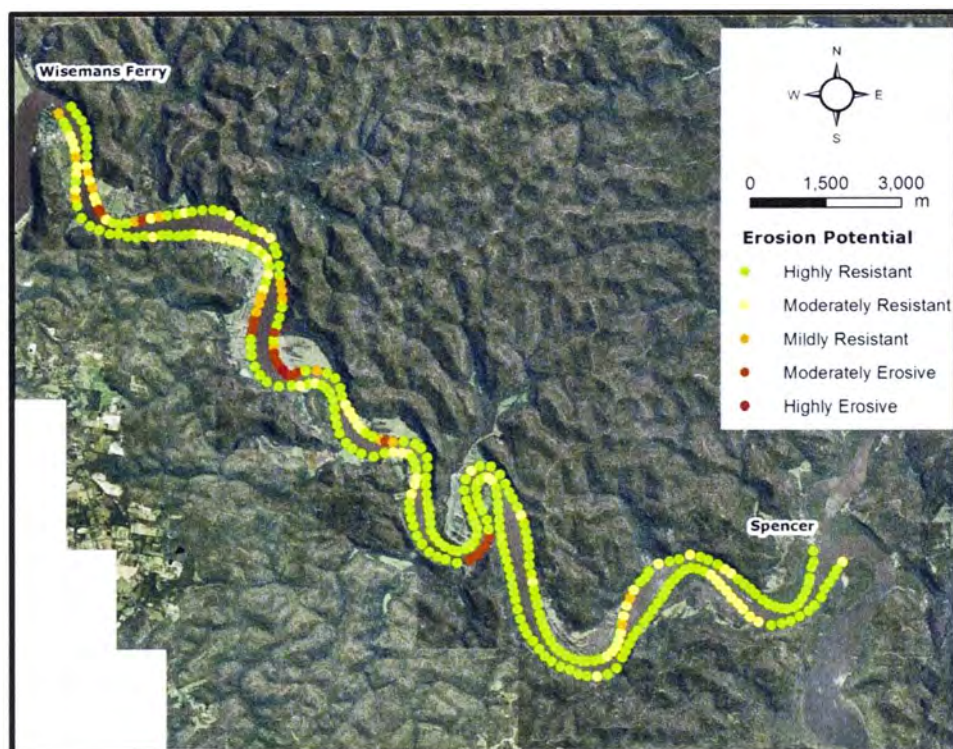 Wisemans Ferry
N
W E
S
0 1,500 3,000
m
Erosion Potential
Highly Resistant
Moderately Resistant
Mildly Resistant
Moderately Erosive
Highly Erosive
Spencer